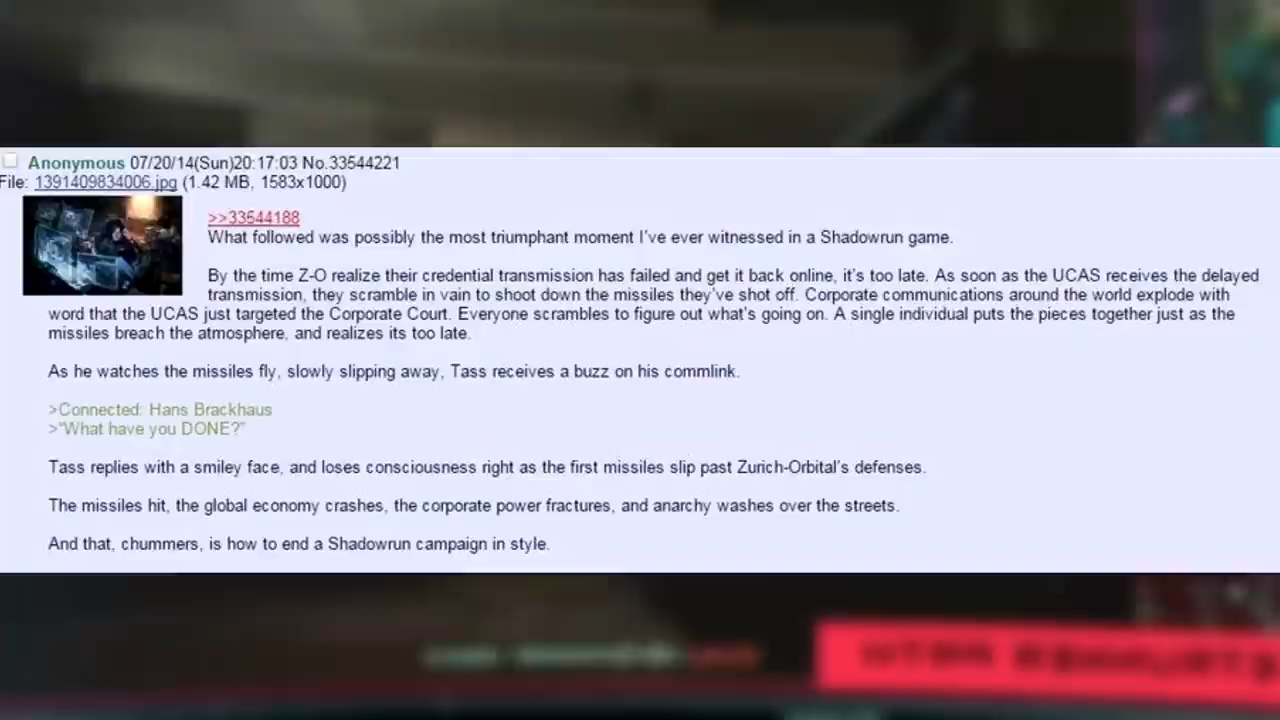 Anonymous 07/20/14(Sun)20:17:03 No.33544221
File: 1391409834006.jpg (1.42 MB, 1583x1000)
>>33544188
What followed was possibly the most triumphant moment I've ever witnessed in a Shadowrun game.
By the time Z-O realize their credential transmission has failed and get it back online, it's too late. As soon as the UCAS receives the delayed
transmission, they scramble in vain to shoot down the missiles they've shot off. Corporate communications around the world explode with
word that the UCAS just targeted the Corporate Court. Everyone scrambles to figure out what's going on. A single individual puts the pieces together just as the
missiles breach the atmosphere, and realizes its too late.
As he watches the missiles fly, slowly slipping away, Tass receives a buzz on his commlink.
>Connected: Hans Brackhaus
>"What have you DONE?"
Tass replies with a smiley face, and loses consciousness right as the first missiles slip past Zurich-Orbital's defenses.
The missiles hit, the global economy crashes, the corporate power fractures, and anarchy washes over the streets.
And that, chummers, is how to end a Shadowrun campaign in style.